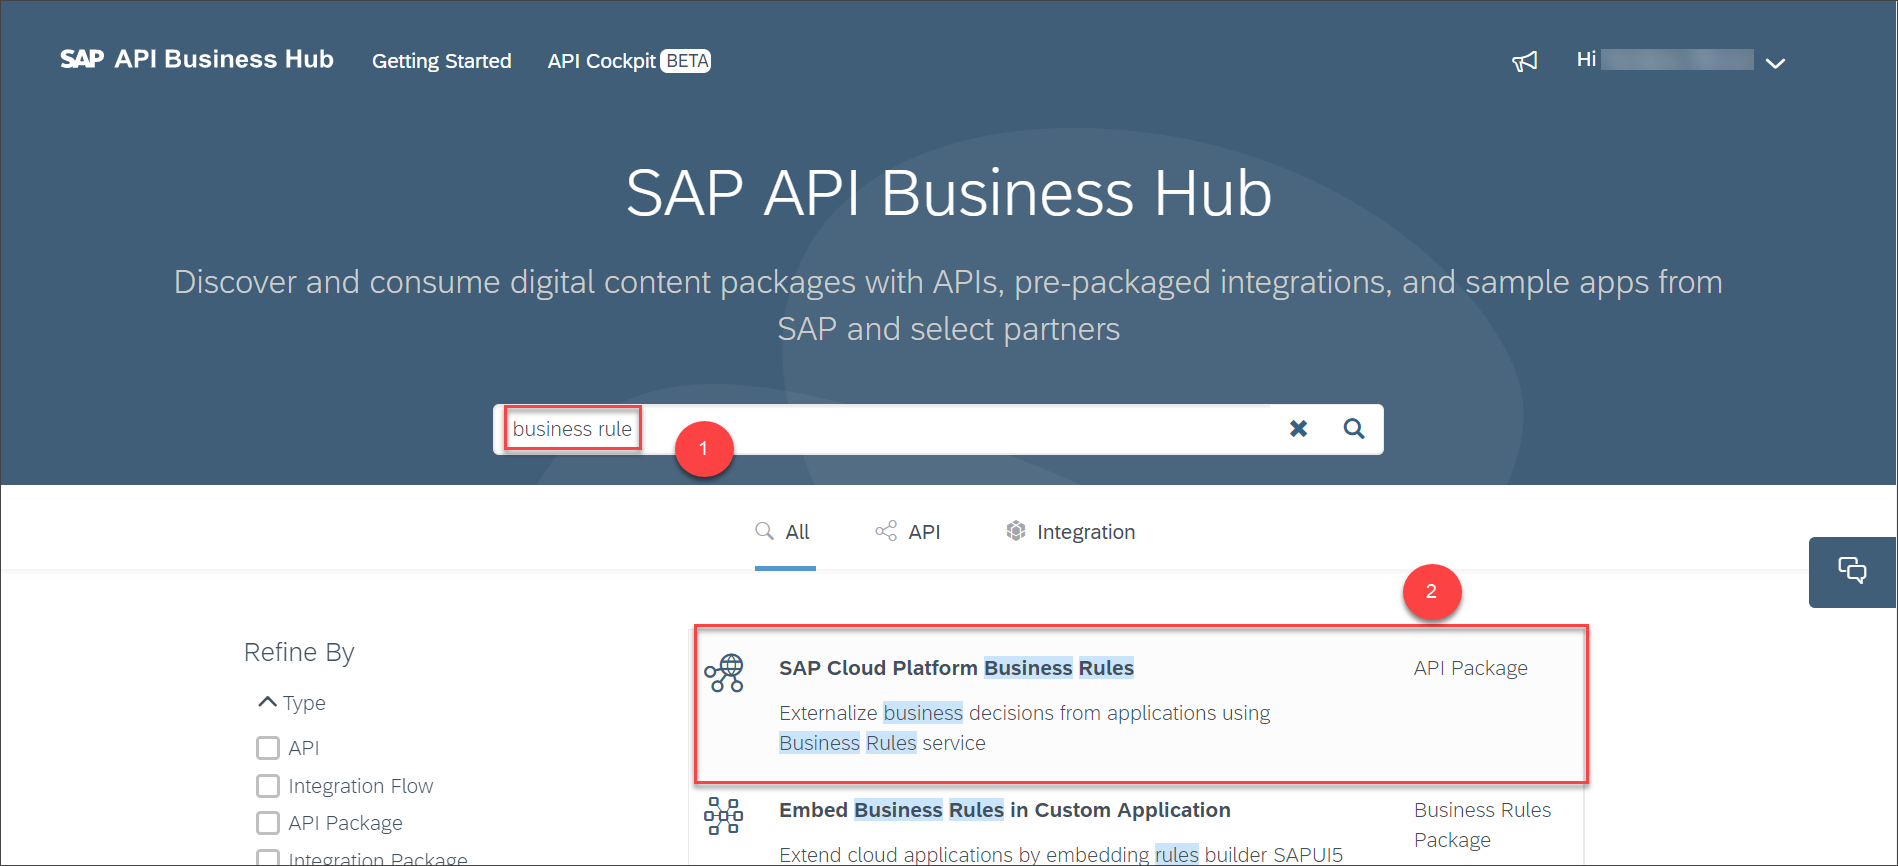 SAP API Business Hub
Getting Started
API Cockpit BETA
Hi
SAP API Business Hub
Discover and consume digital content packages with APIs, pre-packaged integrations, and sample apps from
SAP and select partners
business rule
1
All
API
Integration
2
Refine By
Type
API
Integration Flow
API Package
Integration Package
SAP Cloud Platform Business Rules
API Package
Externalize business decisions from applications using
Business Rules service
Embed Business Rules in Custom Application
Business Rules
Package
Extend cloud applications by embedding rules builder SAPUI5